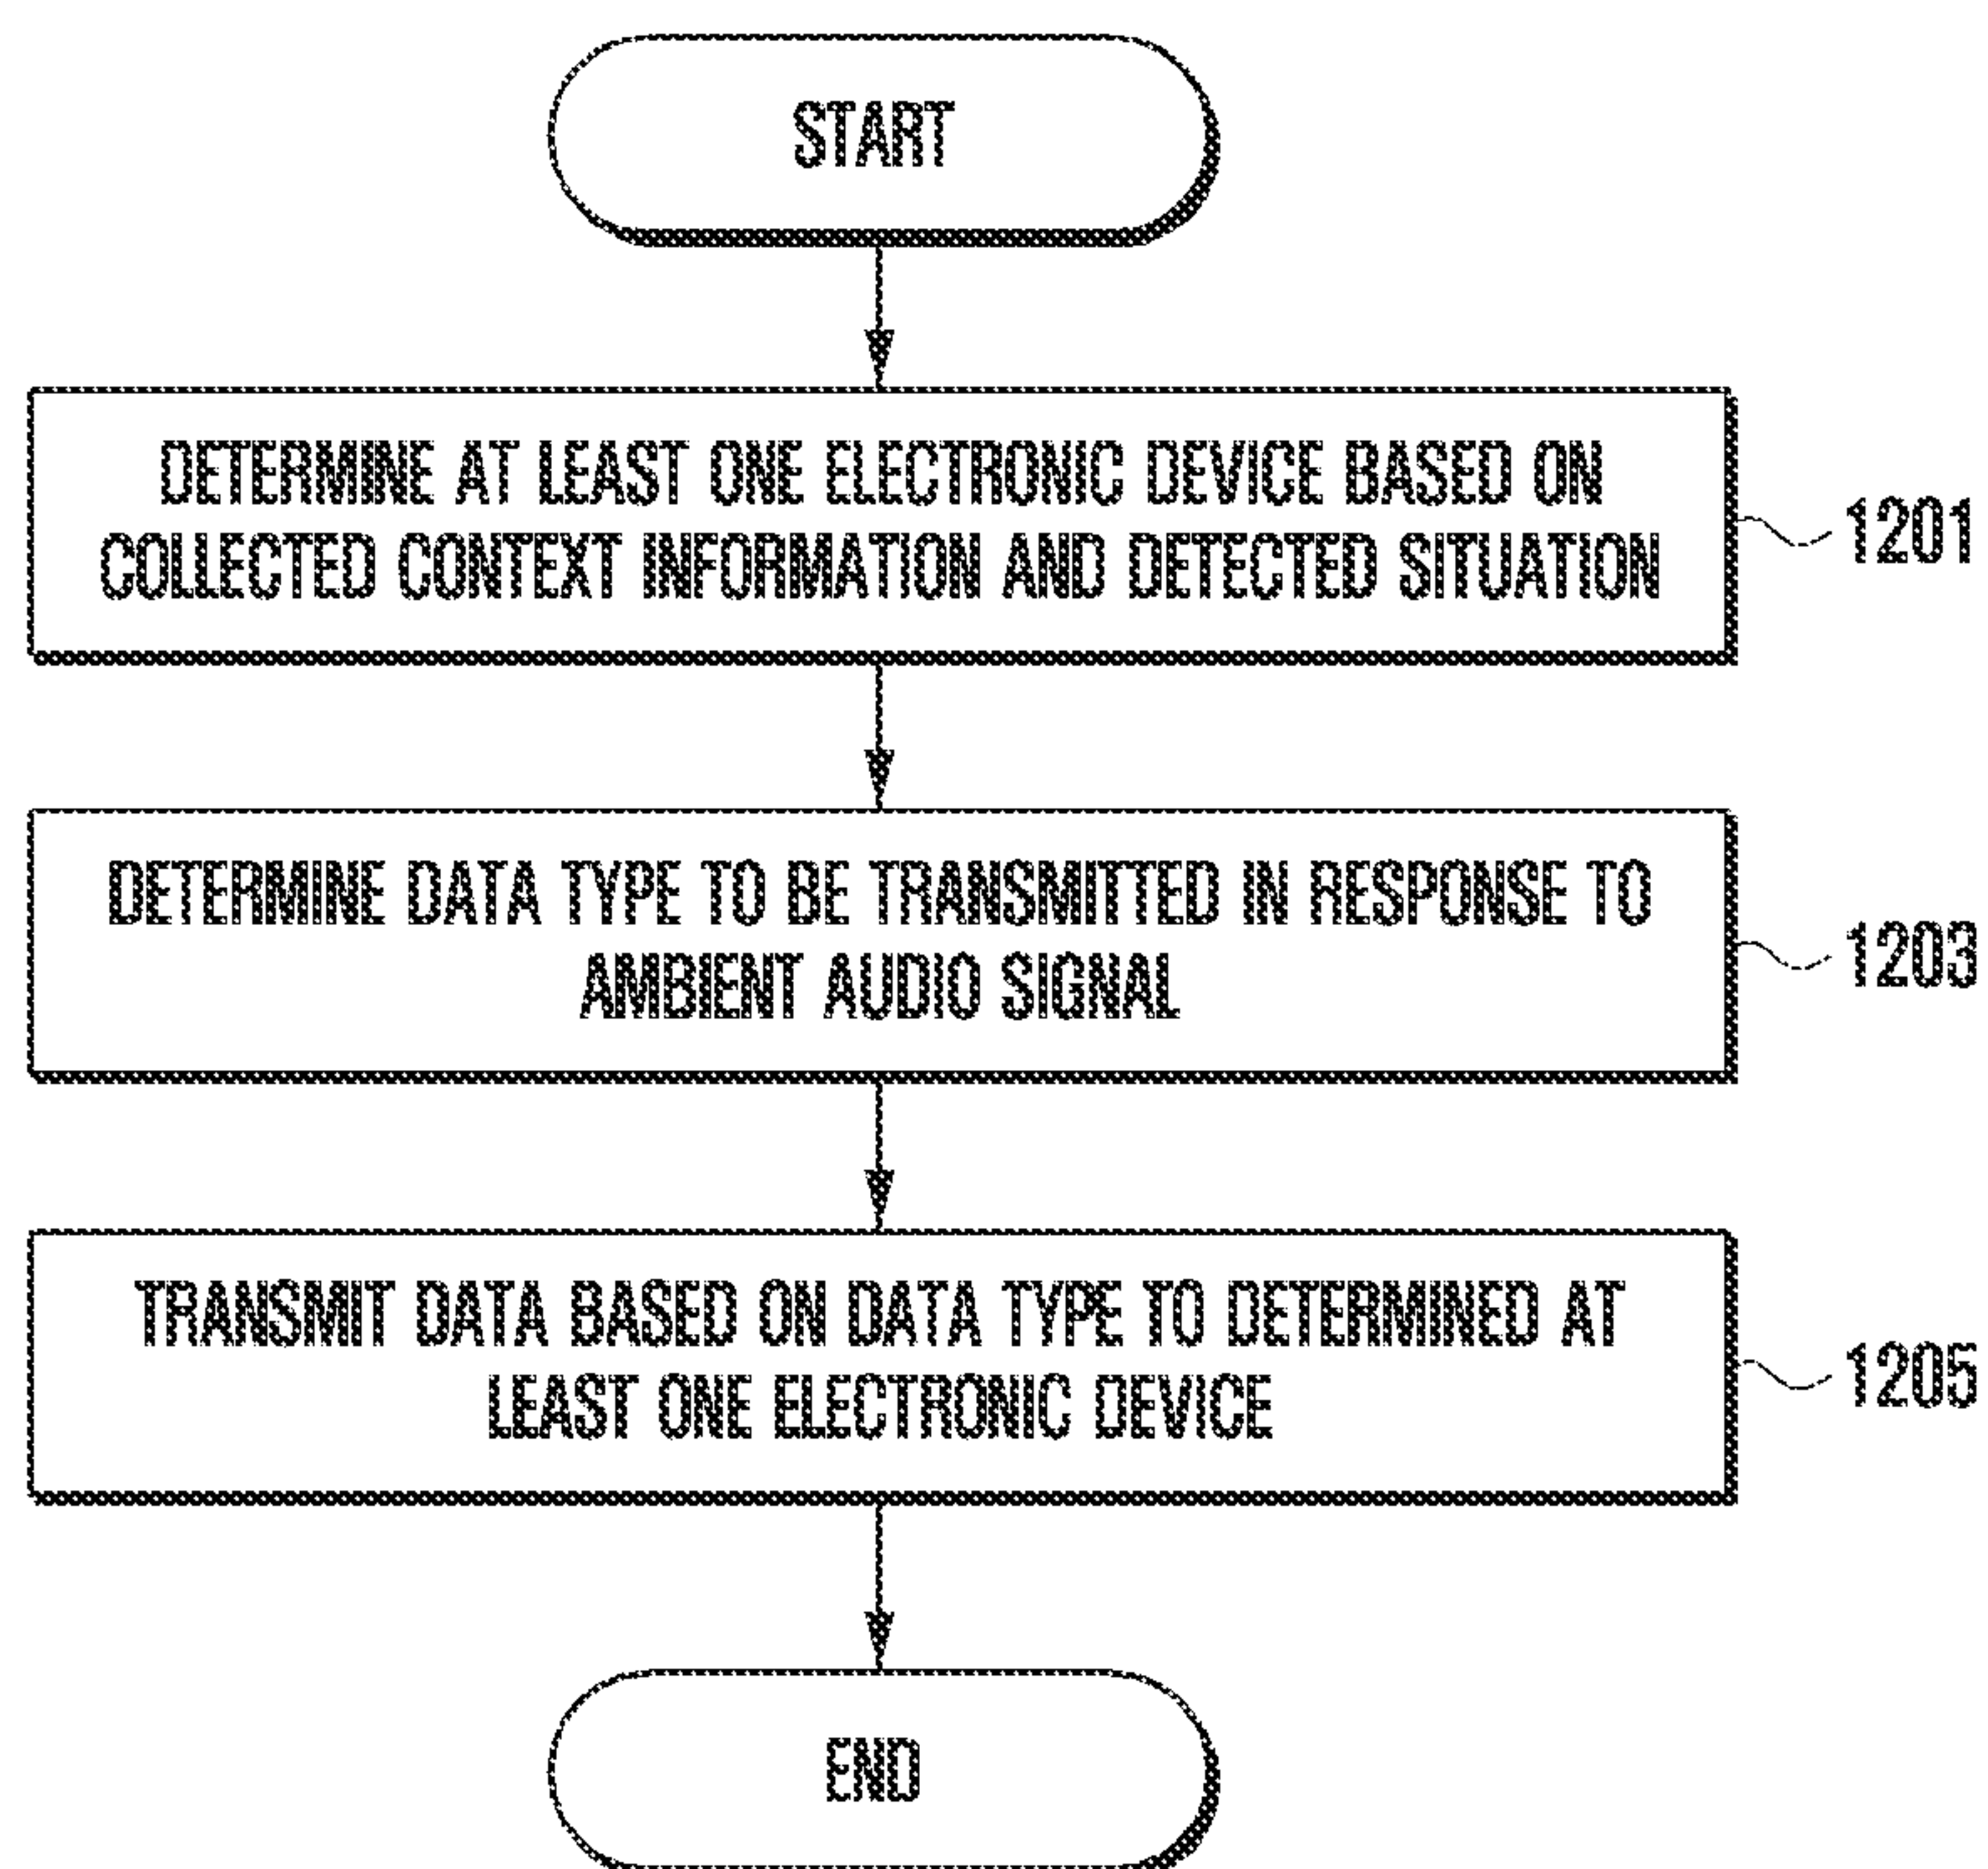 START
DETERMINE AT LEAST ONE ELECTRONIC DEVICE BASED ON
COLLECTED CONTEXT INFORMATION AND DETECTED SITUATION
1201
DETERMINE DATA TYPE TO BE TRANSMITTED IN RESPONSE TO
AMBIENT AUDIO SIGNAL
1203
TRANSMIT DATA BASED ON DATA TYPE TO DETERMINED AT
LEAST ONE ELECTRONIC DEVICE
1205
END